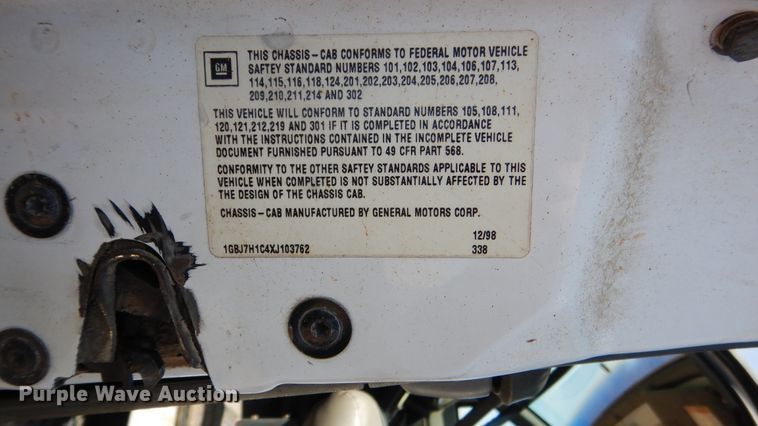 GM
THIS CHASSIS-CAB CONFORMS TO FEDERAL MOTOR VEHICLE
SAFTEY STANDARD NUMBERS 101,102,103,104,106,107,113,
114,115,116,118,124,201,202,203,204,205,206,207,208,
209,210,211,214 AND 302
THIS VEHICLE WILL CONFORM TO STANDARD NUMBERS 105,108,111,
120,121,212,219 AND 301 IF IT IS COMPLETED IN ACCORDANCE
WITH THE INSTRUCTIONS CONTAINED IN THE INCOMPLETE VEHICLE
DOCUMENT FURNISHED PURSUANT TO 49 CFR PART 568.
CONFORMITY TO THE OTHER SAFTEY STANDARDS APPLICABLE TO THIS
VEHICLE WHEN COMPLETED IS NOT SUBSTANTIALLY AFFECTED BY THE
THE DESIGN OF THE CHASSIS CAB.
CHASSIS-CAB MANUFACTURED BY GENERAL MOTORS CORP.
12/98
1GBJ7H1C4XJ103762 338
Purple Wave Auction